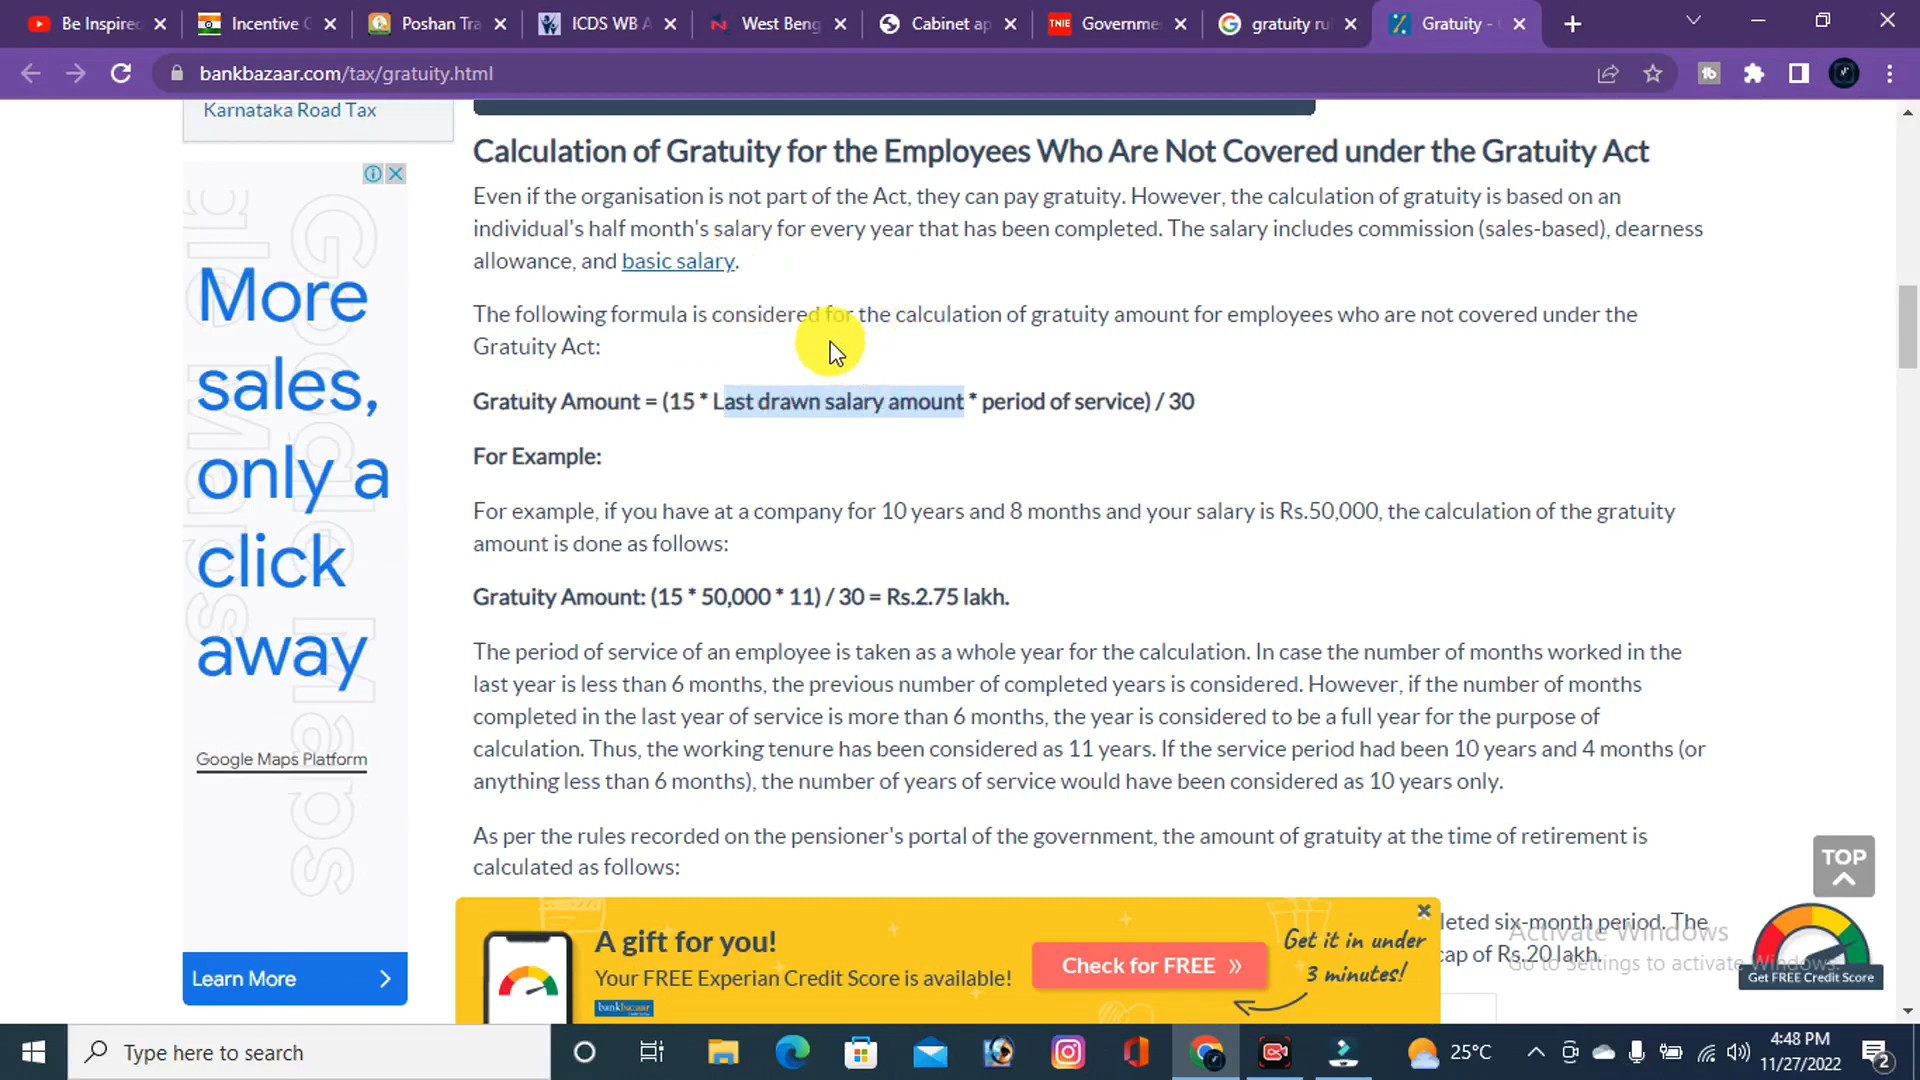 Be Inspired
Incentive G
Poshan Tra
ICDS WB A
West Beng
Cabinet ap
TNIE
Governme
gratuity ru
Gratuity -
bankbazaar.com/tax/gratuity.html
Karnataka Road Tax
Calculation of Gratuity for the Employees Who Are Not Covered under the Gratuity Act
Even if the organisation is not part of the Act, they can pay gratuity. However, the calculation of gratuity is based on an
individual's half month's salary for every year that has been completed. The salary includes commission (sales-based), dearness
allowance, and basic salary.
The following formula is considered for the calculation of gratuity amount for employees who are not covered under the
Gratuity Act:
Gratuity Amount = (15 * Last drawn salary amount * period of service) / 30
For Example:
For example, if you have at a company for 10 years and 8 months and your salary is Rs.50,000, the calculation of the gratuity
amount is done as follows:
Gratuity Amount: (15 * 50,000 * 11) / 30 = Rs.2.75 lakh.
The period of service of an employee is taken as a whole year for the calculation. In case the number of months worked in the
last year is less than 6 months, the previous number of completed years is considered. However, if the number of months
completed in the last year of service is more than 6 months, the year is considered to be a full year for the purpose of
calculation. Thus, the working tenure has been considered as 11 years. If the service period had been 10 years and 4 months (or
anything less than 6 months), the number of years of service would have been considered as 10 years only.
As per the rules recorded on the pensioner's portal of the government, the amount of gratuity at the time of retirement is
calculated as follows:
leted six-month period. The
cap of Rs.20 lakh.
More
sales,
only a
click
away
Google Maps Platform
Learn More
A gift for you!
Your FREE Experian Credit Score is available!
bankbazaar
Check for FREE »
Get it in under
3 minutes!
TOP
Get FREE Credit Score
Activate Windows
Go to Settings to activate Windows.
Type here to search
25°C
4:48 PM
11/27/2022
2